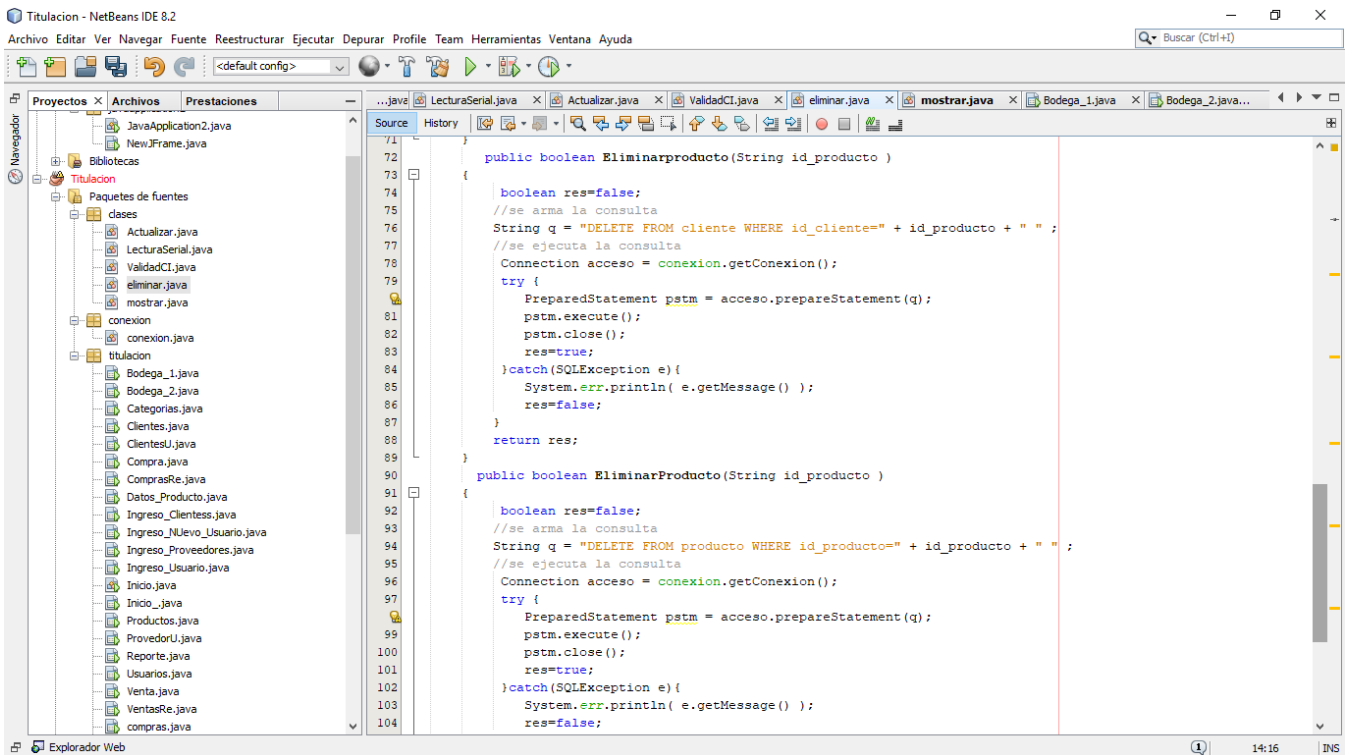 Titulacion - NetBeans IDE 8.2
Archivo Editar Ver Navegar Fuente Reestructurar Ejecutar Depurar Profile Team Herramientas Ventana Ayuda
Buscar (Ctrl+I)
<default config>
Proyectos Archivos Prestaciones
...java LecturaSerial.java Actualizar.java ValidadCI.java eliminar.java mostrar.java Bodega_1.java Bodega_2.java...
Source History
Navegador
JavaApplication2.java
NewJFrame.java
Bibliotecas
Titulacion
Paquetes de fuentes
clases
Actualizar.java
LecturaSerial.java
ValidadCI.java
eliminar.java
mostrar.java
conexion
conexion.java
titulacion
Bodega_1.java
Bodega_2.java
Categorias.java
Clientes.java
ClientesU.java
Compra.java
ComprasRe.java
Datos_Producto.java
Ingreso_Clientess.java
Ingreso_NUevo_Usuario.java
Ingreso_Proveedores.java
Ingreso_Usuario.java
Inicio.java
Inicio_.java
Productos.java
ProvedorU.java
Reporte.java
Usuarios.java
Venta.java
VentasRe.java
compras.java
71 }
72 public boolean Eliminarproducto(String id_producto )
73 {
74 boolean res=false;
75 //se arma la consulta
76 String q = "DELETE FROM cliente WHERE id_cliente=" + id_producto + " " ;
77 //se ejecuta la consulta
78 Connection acceso = conexion.getConexion();
79 try {
PreparedStatement pstm = acceso.prepareStatement(q);
81 pstm.execute();
82 pstm.close();
83 res=true;
84 }catch(SQLException e){
85 System.err.println( e.getMessage() );
86 res=false;
87 }
88 return res;
89 }
90 public boolean EliminarProducto(String id_producto )
91 {
92 boolean res=false;
93 //se arma la consulta
94 String q = "DELETE FROM producto WHERE id_producto=" + id_producto + " " ;
95 //se ejecuta la consulta
96 Connection acceso = conexion.getConexion();
97 try {
PreparedStatement pstm = acceso.prepareStatement(q);
99 pstm.execute();
100 pstm.close();
101 res=true;
102 }catch(SQLException e){
103 System.err.println( e.getMessage() );
104 res=false;
Explorador Web
1 14:16 INS